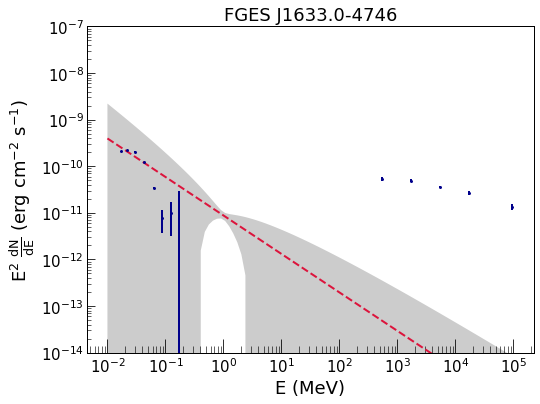 FGES J1633.0-4746
E² dN/dE (erg cm⁻² s⁻¹)
10⁻⁷
10⁻⁸
10⁻⁹
10⁻¹⁰
10⁻¹¹
10⁻¹²
10⁻¹³
10⁻¹⁴
10⁻² 10⁻¹ 10⁰ 10¹ 10² 10³ 10⁴ 10⁵
E (MeV)